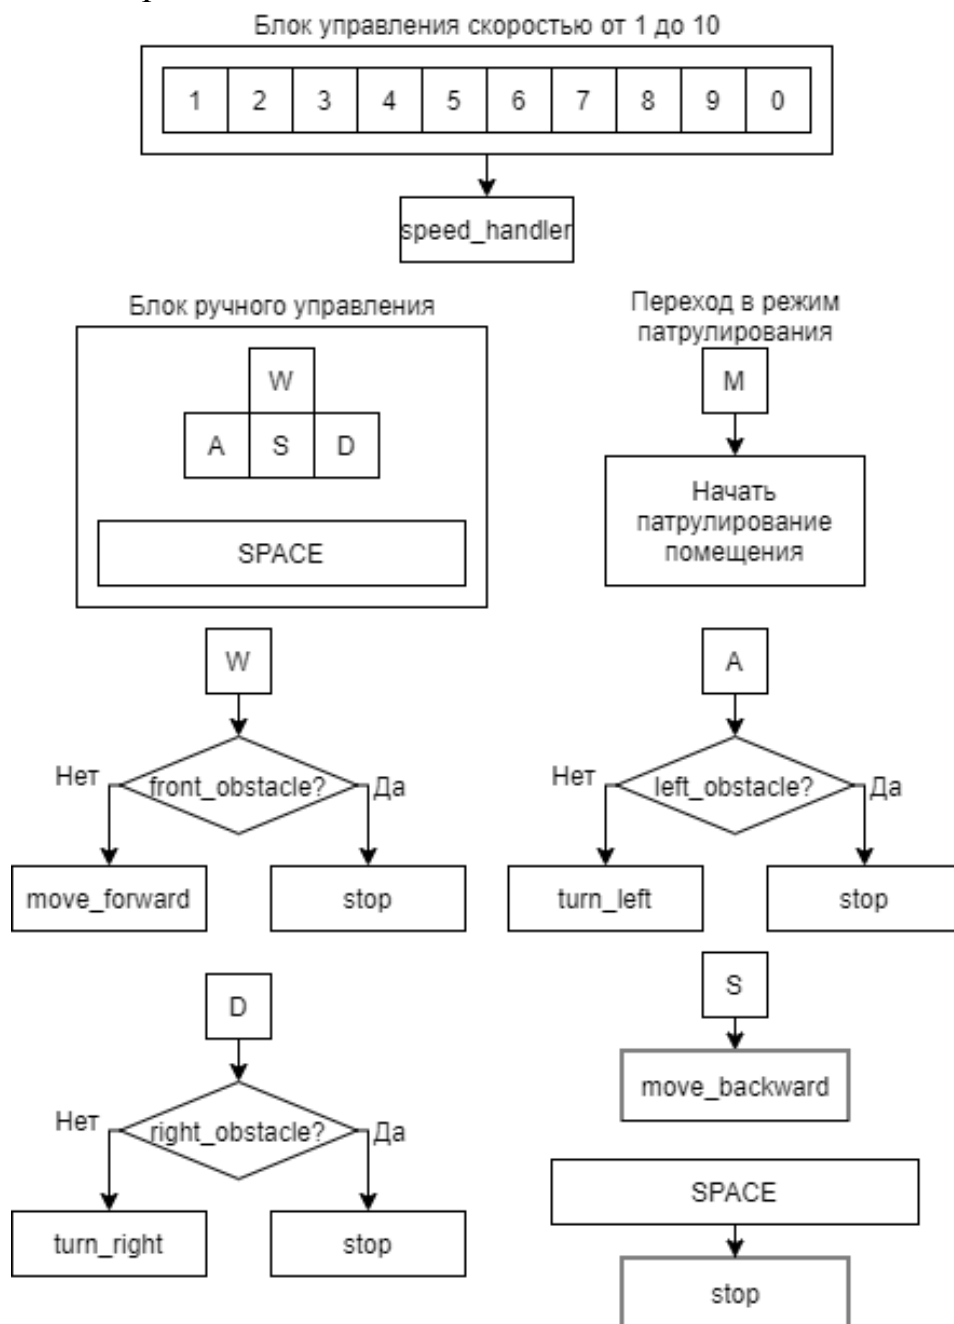 Блок управления скоростью от 1 до 10
1 2 3 4 5 6 7 8 9 0
speed_handler
Блок ручного управления
W
A S D
SPACE
Переход в режим
патрулирования
M
Начать
патрулирование
помещения
W
front_obstacle?
Нет
Да
move_forward
stop
A
left_obstacle?
Нет
Да
turn_left
stop
D
right_obstacle?
Нет
Да
turn_right
stop
S
move_backward
SPACE
stop